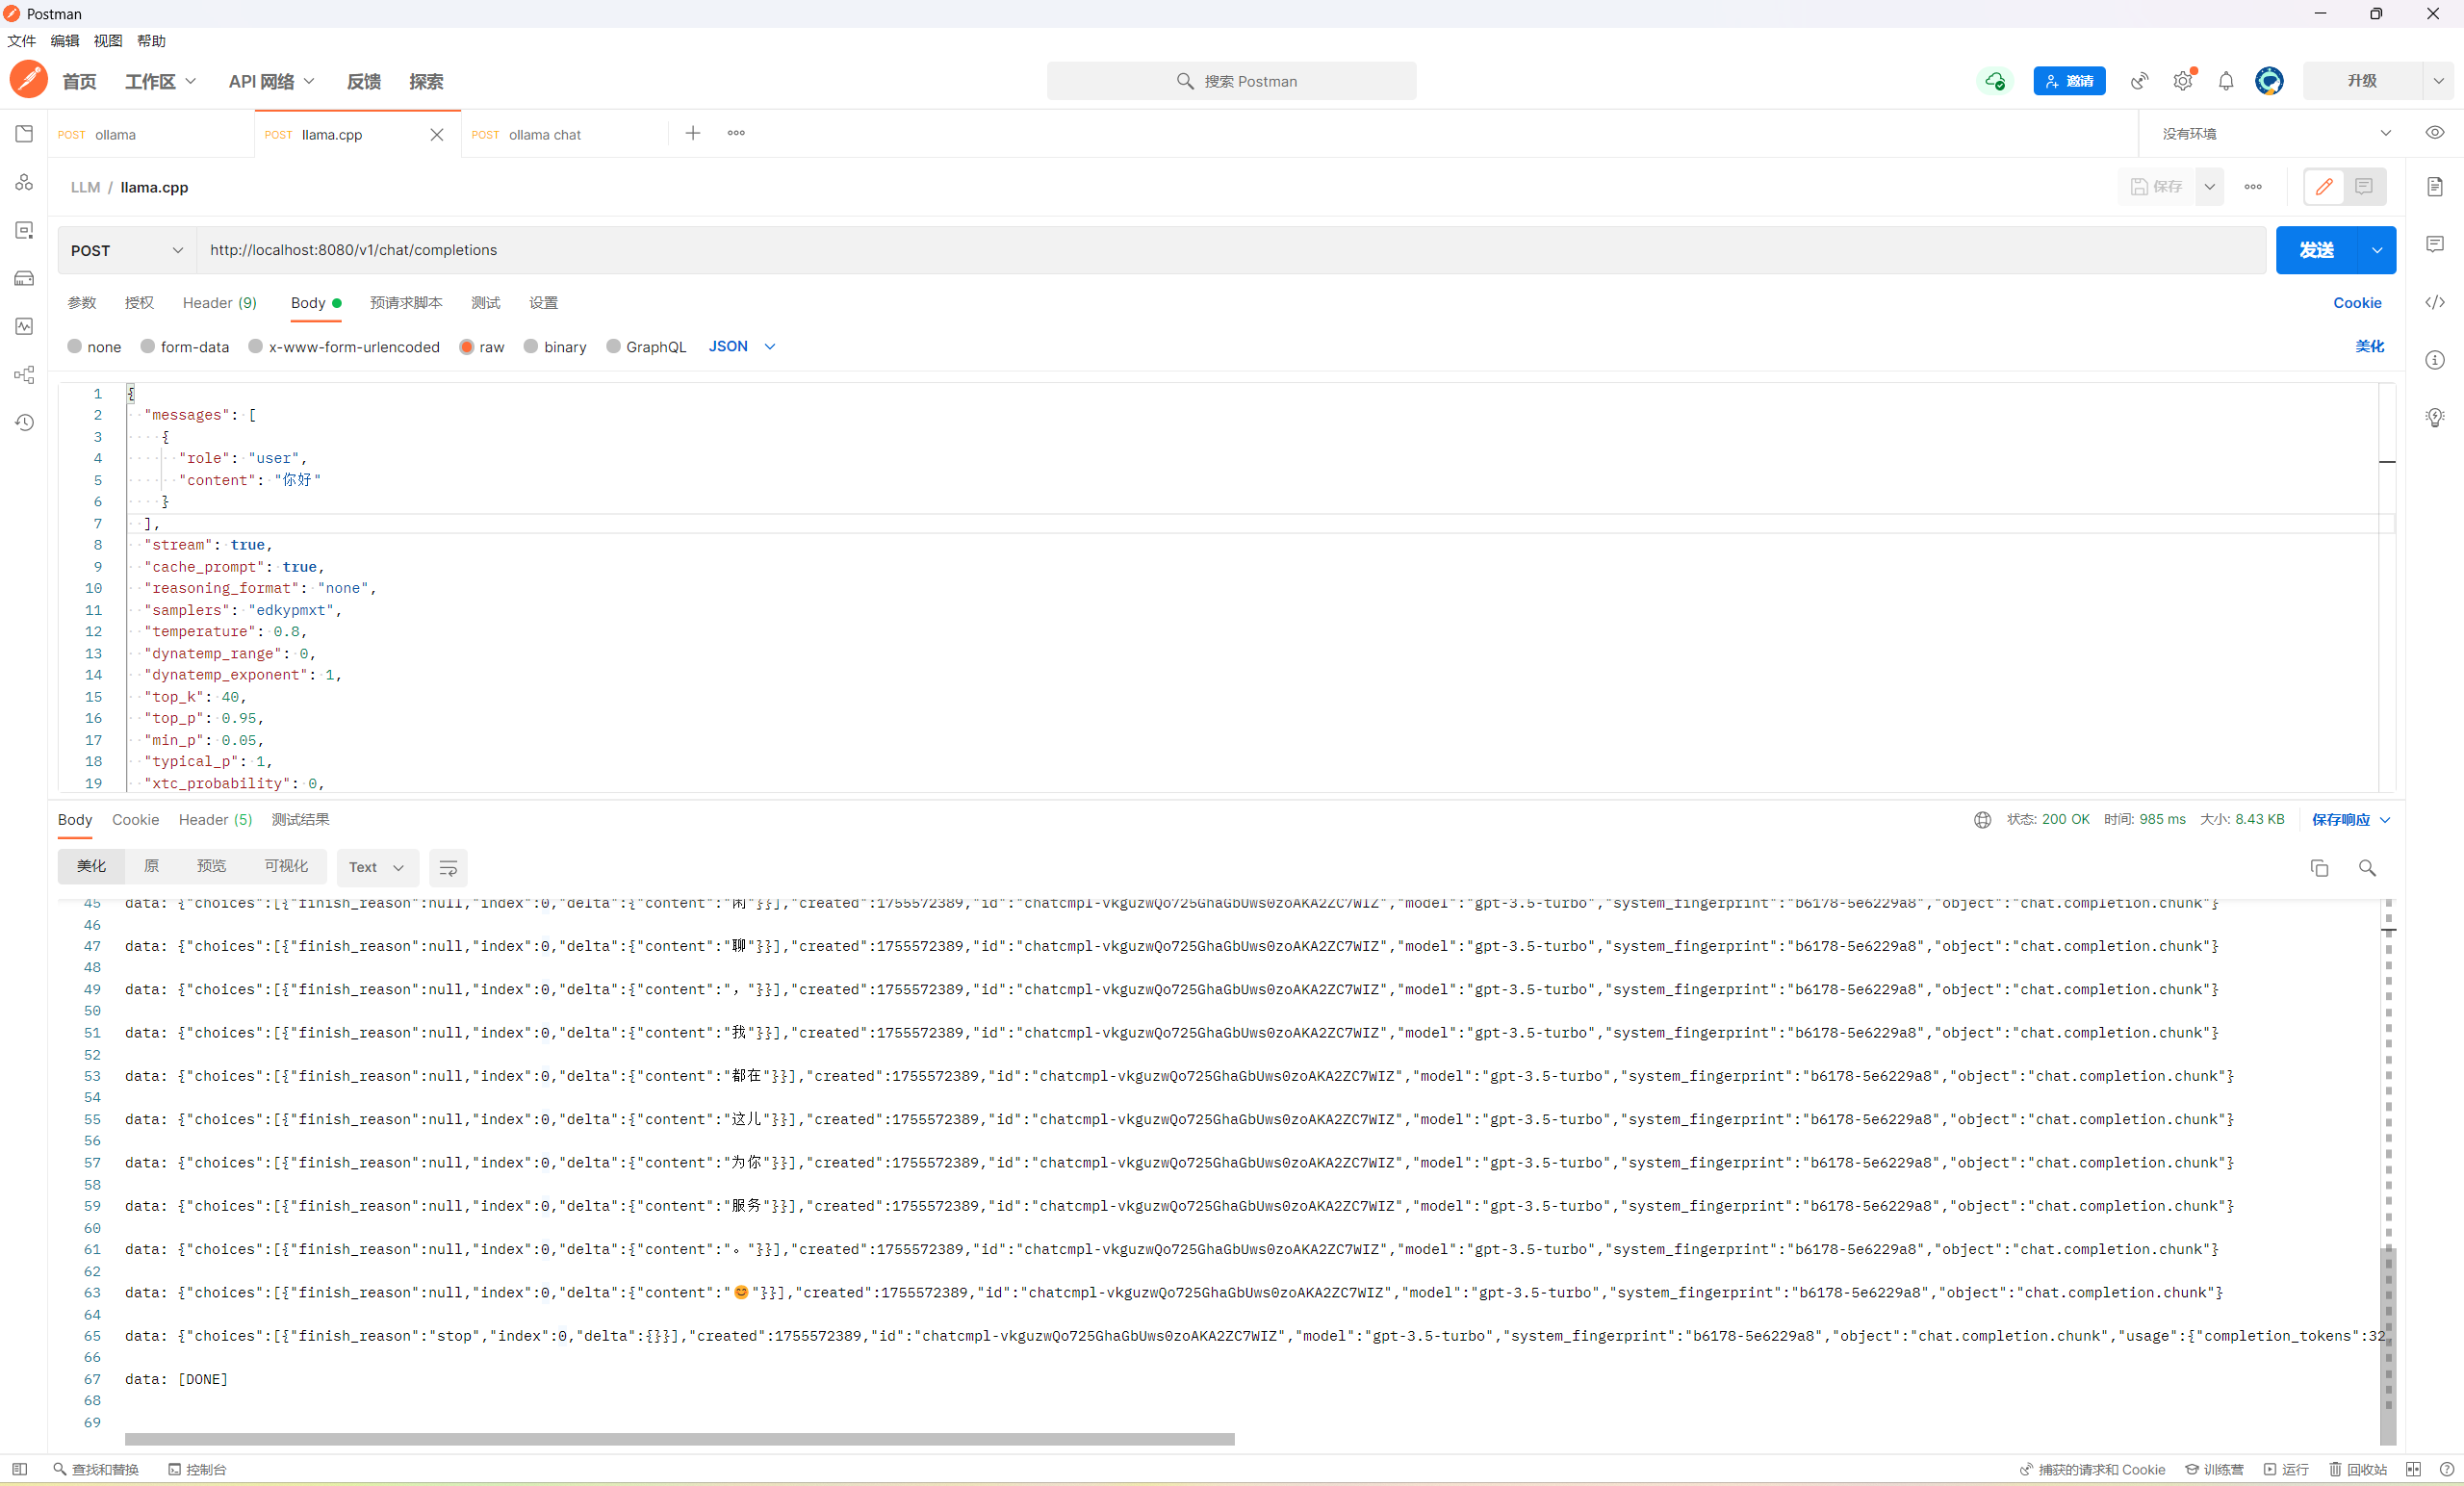 Postman
文件 编辑 视图 帮助
首页 工作区 API 网络 反馈 探索 搜索 Postman 邀请 升级
POST ollama POST llama.cpp POST ollama chat 没有环境
LLM / llama.cpp 保存
POST http://localhost:8080/v1/chat/completions 发送
参数 授权 Header (9) Body 预请求脚本 测试 设置 Cookie
none form-data x-www-form-urlencoded raw binary GraphQL JSON 美化
1 {
2 "messages": [
3 {
4 "role": "user",
5 "content": "你好"
6 }
7 ],
8 "stream": true,
9 "cache_prompt": true,
10 "reasoning_format": "none",
11 "samplers": "edkypmxt",
12 "temperature": 0.8,
13 "dynatemp_range": 0,
14 "dynatemp_exponent": 1,
15 "top_k": 40,
16 "top_p": 0.95,
17 "min_p": 0.05,
18 "typical_p": 1,
19 "xtc_probability": 0,
Body Cookie Header (5) 测试结果 状态: 200 OK 时间: 985 ms 大小: 8.43 KB 保存响应
美化 原 预览 可视化 Text
45 data: {"choices":[{"finish_reason":null,"index":0,"delta":{"content":"闲"}}],"created":1755572389,"id":"chatcmpl-vkguzwQo725GhaGbUws0zoAKA2ZC7WIZ","model":"gpt-3.5-turbo","system_fingerprint":"b6178-5e6229a8","object":"chat.completion.chunk"}
46
47 data: {"choices":[{"finish_reason":null,"index":0,"delta":{"content":"聊"}}],"created":1755572389,"id":"chatcmpl-vkguzwQo725GhaGbUws0zoAKA2ZC7WIZ","model":"gpt-3.5-turbo","system_fingerprint":"b6178-5e6229a8","object":"chat.completion.chunk"}
48
49 data: {"choices":[{"finish_reason":null,"index":0,"delta":{"content":"，"}}],"created":1755572389,"id":"chatcmpl-vkguzwQo725GhaGbUws0zoAKA2ZC7WIZ","model":"gpt-3.5-turbo","system_fingerprint":"b6178-5e6229a8","object":"chat.completion.chunk"}
50
51 data: {"choices":[{"finish_reason":null,"index":0,"delta":{"content":"我"}}],"created":1755572389,"id":"chatcmpl-vkguzwQo725GhaGbUws0zoAKA2ZC7WIZ","model":"gpt-3.5-turbo","system_fingerprint":"b6178-5e6229a8","object":"chat.completion.chunk"}
52
53 data: {"choices":[{"finish_reason":null,"index":0,"delta":{"content":"都在"}}],"created":1755572389,"id":"chatcmpl-vkguzwQo725GhaGbUws0zoAKA2ZC7WIZ","model":"gpt-3.5-turbo","system_fingerprint":"b6178-5e6229a8","object":"chat.completion.chunk"}
54
55 data: {"choices":[{"finish_reason":null,"index":0,"delta":{"content":"这儿"}}],"created":1755572389,"id":"chatcmpl-vkguzwQo725GhaGbUws0zoAKA2ZC7WIZ","model":"gpt-3.5-turbo","system_fingerprint":"b6178-5e6229a8","object":"chat.completion.chunk"}
56
57 data: {"choices":[{"finish_reason":null,"index":0,"delta":{"content":"为你"}}],"created":1755572389,"id":"chatcmpl-vkguzwQo725GhaGbUws0zoAKA2ZC7WIZ","model":"gpt-3.5-turbo","system_fingerprint":"b6178-5e6229a8","object":"chat.completion.chunk"}
58
59 data: {"choices":[{"finish_reason":null,"index":0,"delta":{"content":"服务"}}],"created":1755572389,"id":"chatcmpl-vkguzwQo725GhaGbUws0zoAKA2ZC7WIZ","model":"gpt-3.5-turbo","system_fingerprint":"b6178-5e6229a8","object":"chat.completion.chunk"}
60
61 data: {"choices":[{"finish_reason":null,"index":0,"delta":{"content":"。"}}],"created":1755572389,"id":"chatcmpl-vkguzwQo725GhaGbUws0zoAKA2ZC7WIZ","model":"gpt-3.5-turbo","system_fingerprint":"b6178-5e6229a8","object":"chat.completion.chunk"}
62
63 data: {"choices":[{"finish_reason":null,"index":0,"delta":{"content":"😊"}}],"created":1755572389,"id":"chatcmpl-vkguzwQo725GhaGbUws0zoAKA2ZC7WIZ","model":"gpt-3.5-turbo","system_fingerprint":"b6178-5e6229a8","object":"chat.completion.chunk"}
64
65 data: {"choices":[{"finish_reason":"stop","index":0,"delta":{}}],"created":1755572389,"id":"chatcmpl-vkguzwQo725GhaGbUws0zoAKA2ZC7WIZ","model":"gpt-3.5-turbo","system_fingerprint":"b6178-5e6229a8","object":"chat.completion.chunk","usage":{"completion_tokens":32,
66
67 data: [DONE]
68
69
查找和替换 控制台 捕获的请求和 Cookie 训练营 运行 回收站